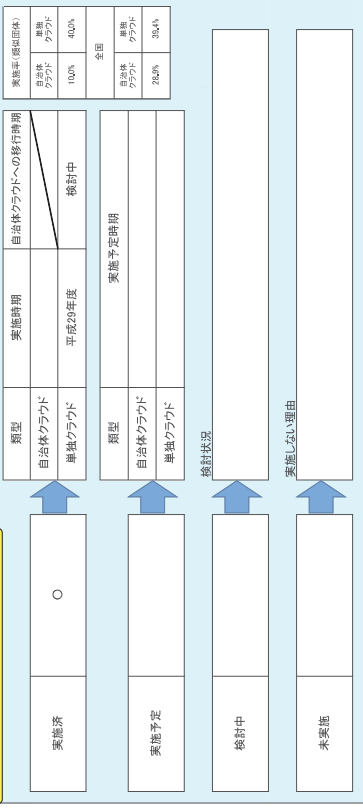 実施済 ○
類型 実施時期 自治体クラウドへの移行時期
自治体クラウド
単独クラウド 平成29年度 検討中
実施率(類似団体)
自治体クラウド 単独クラウド
10.0% 40.0%
全国
自治体クラウド 単独クラウド
28.9% 39.4%
実施予定
類型 実施予定時期
自治体クラウド
単独クラウド
検討中
検討状況
未実施
実施しない理由